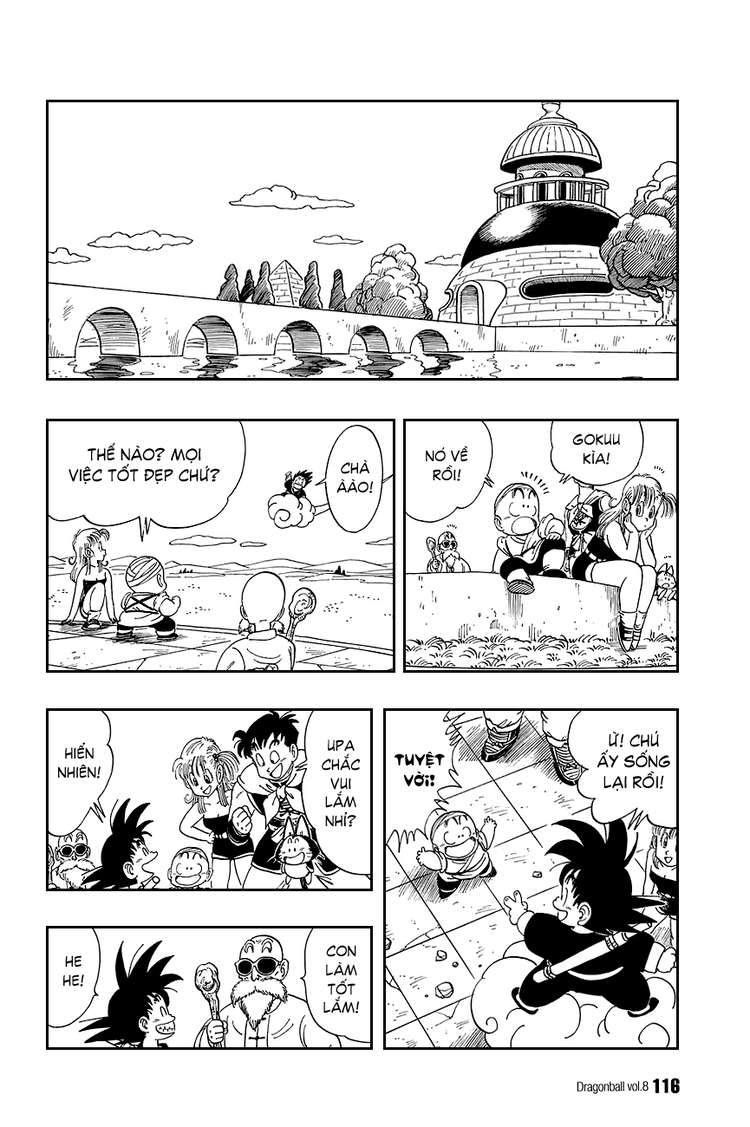 GOKUU
KÌA!
NÓ VỀ
RỒI!
CHÀ
ÀÀO!
THẾ NÀO? MỌI
VIỆC TỐT ĐẸP CHỨ?
Ừ! CHÚ
ẤY SỐNG
LẠI RỒI!
TUYỆT
VỜI!
UPA
CHẮC
VUI
LẮM
NHỈ?
HIỂN
NHIÊN!
CON
LÀM
TỐT
LẮM!
HE
HE!
Dragonball vol.8 116